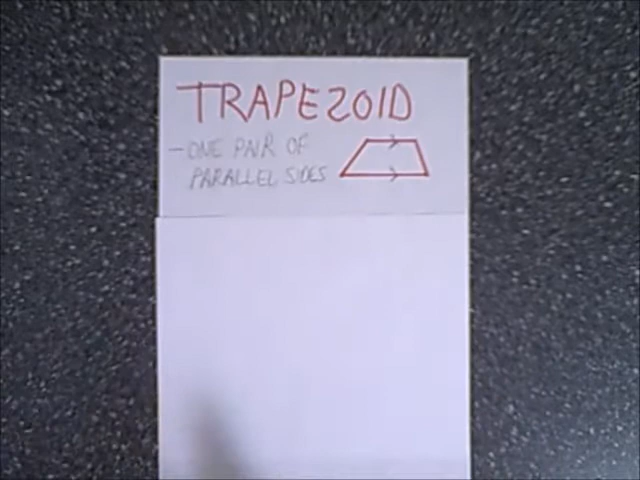 TRAPEZOID
- ONE PAIR OF
PARALLEL SIDES